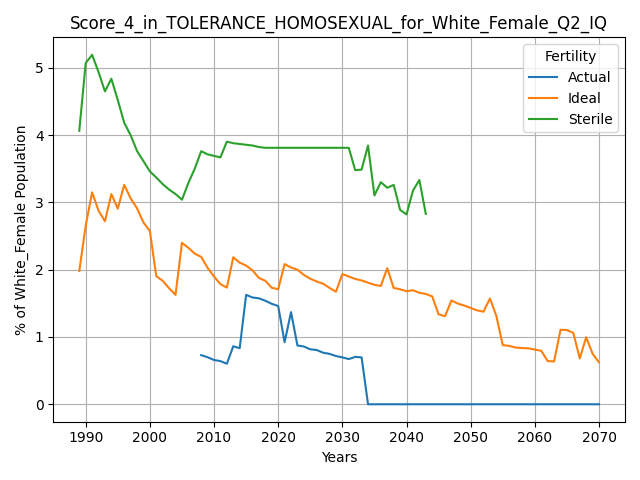 Score_4_in_TOLERANCE_HOMOSEXUAL_for_White_Female_Q2_IQ
Fertility
Actual
Ideal
Sterile
% of White_Female Population
5
4
3
2
1
0
1990 2000 2010 2020 2030 2040 2050 2060 2070
Years